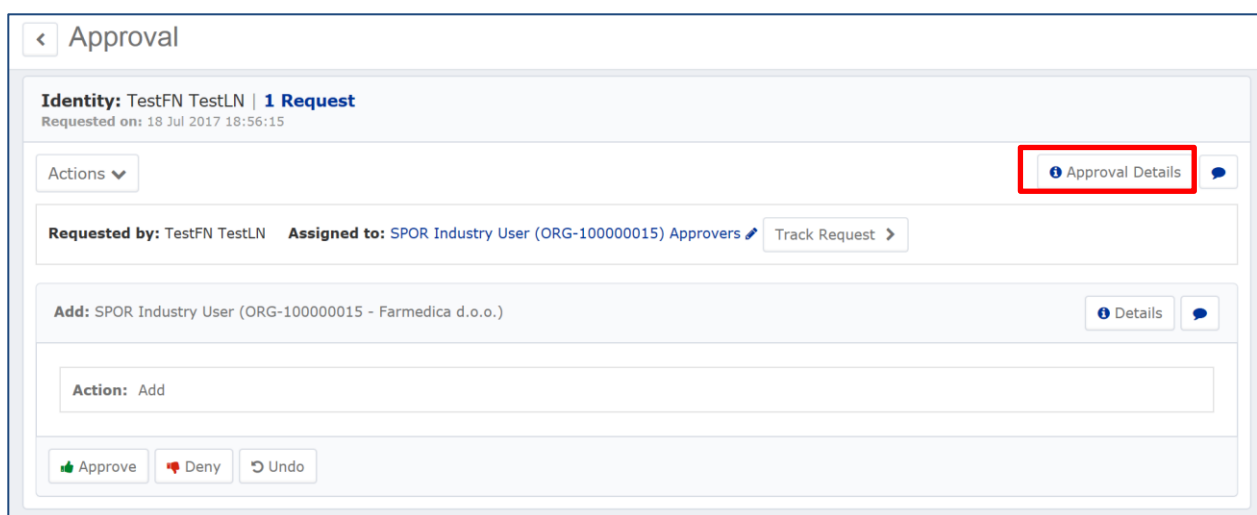 Approval
Identity: TestFN TestLN | 1 Request
Requested on: 18 Jul 2017 18:56:15
Actions Approval Details
Requested by: TestFN TestLN Assigned to: SPOR Industry User (ORG-100000015) Approvers Track Request
Add: SPOR Industry User (ORG-100000015 - Farmedica d.o.o.) Details
Action: Add
Approve Deny Undo